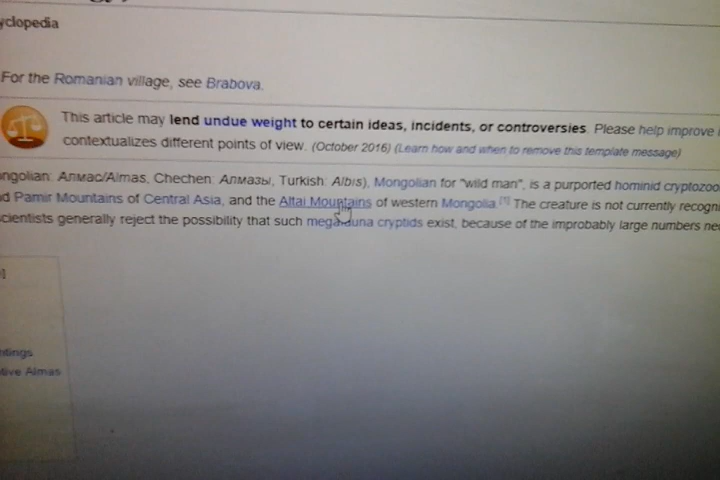 yclopedia
For the Romanian village, see Brabova.
This article may lend undue weight to certain ideas, incidents, or controversies. Please help improve i
contextualizes different points of view. (October 2016) (Learn how and when to remove this template message)
ngolian: Алмас/Almas, Chechen: Алмазы, Turkish: Albıs), Mongolian for "wild man", is a purported hominid cryptozoo
d Pamir Mountains of Central Asia, and the Altai Mountains of western Mongolia.[1] The creature is not currently recogni
cientists generally reject the possibility that such megafauna cryptids exist, because of the improbably large numbers ne
ntings
tive Almas